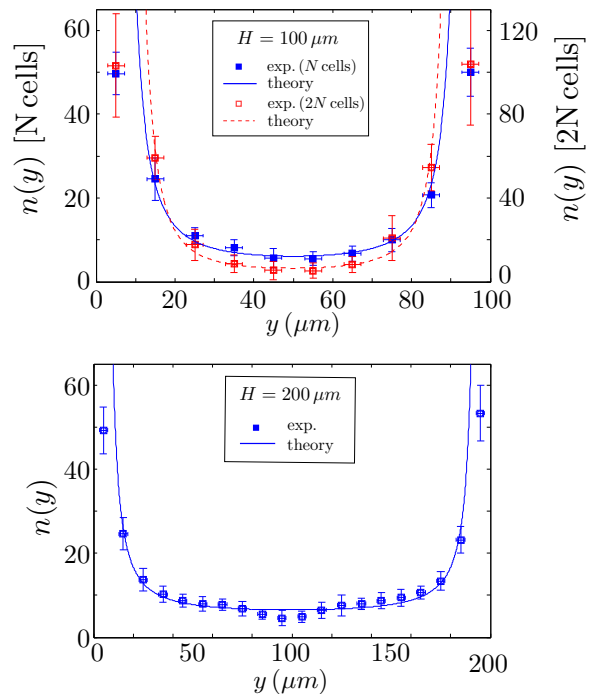 H = 100 μm
exp. (N cells)
theory
exp. (2N cells)
theory
n(y) [N cells]
60
40
20
0
n(y) [2N cells]
120
80
40
0
0 20 40 60 80 100
y (μm)
H = 200 μm
exp.
theory
n(y)
60
40
20
0
0 50 100 150 200
y (μm)